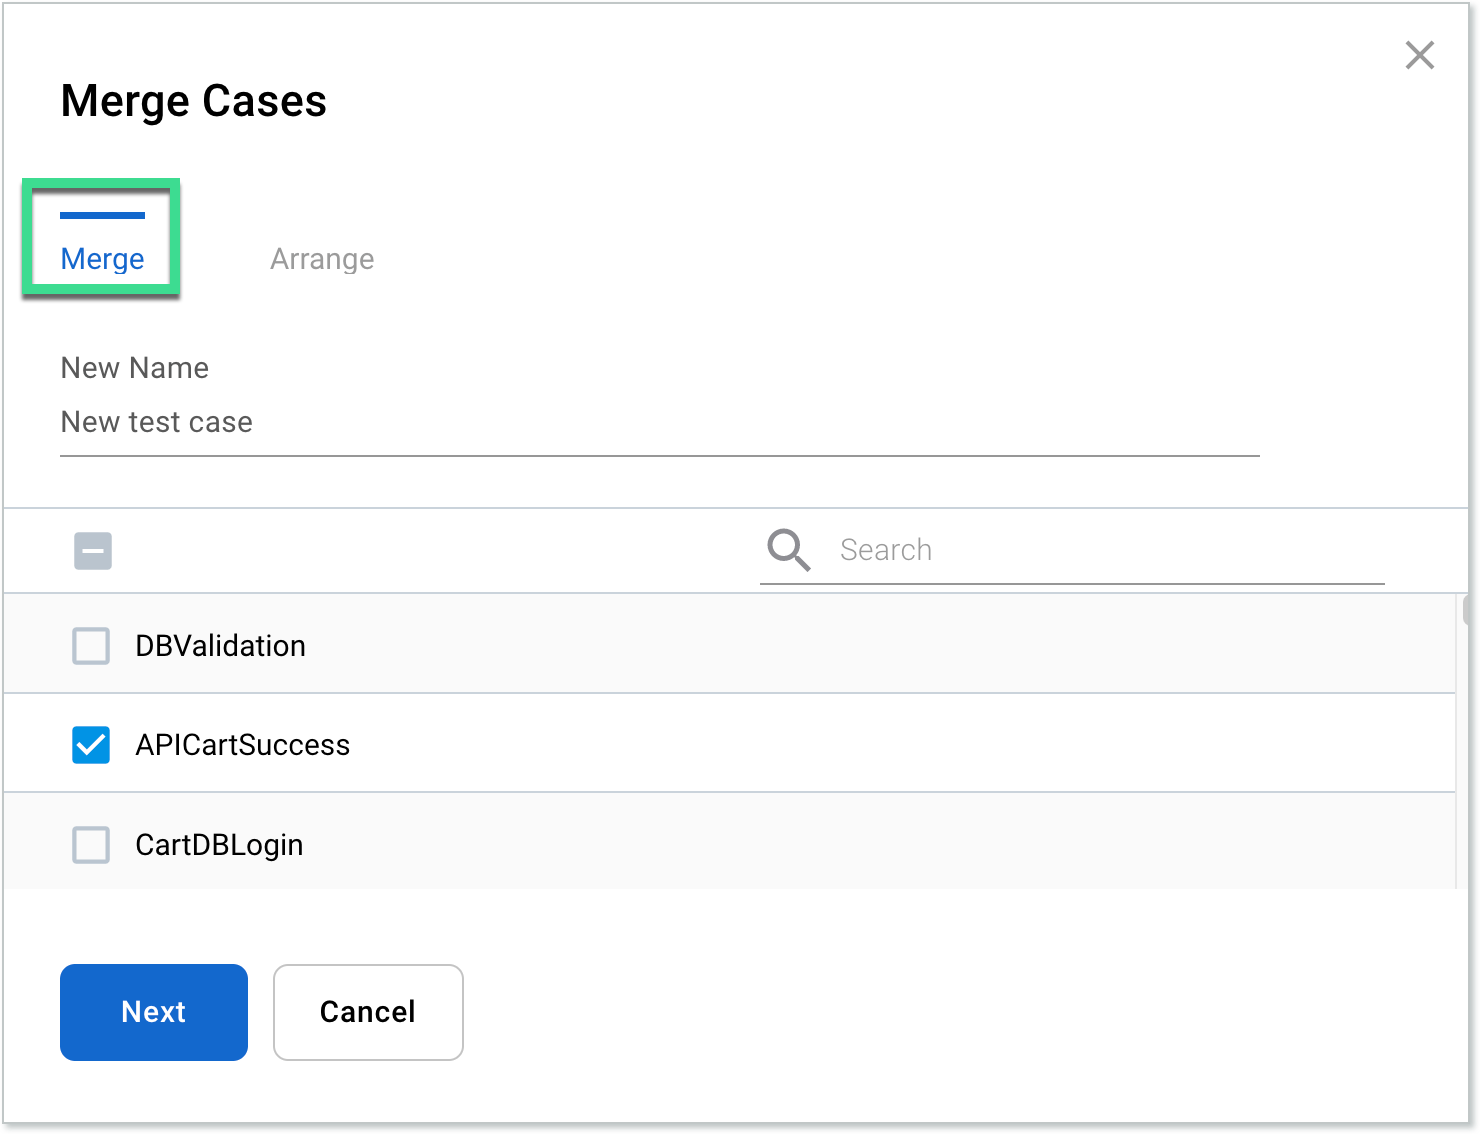 Merge Cases
Merge
Arrange
New Name
New test case
Search
DBValidation
APICartSuccess
CartDBLogin
Next
Cancel